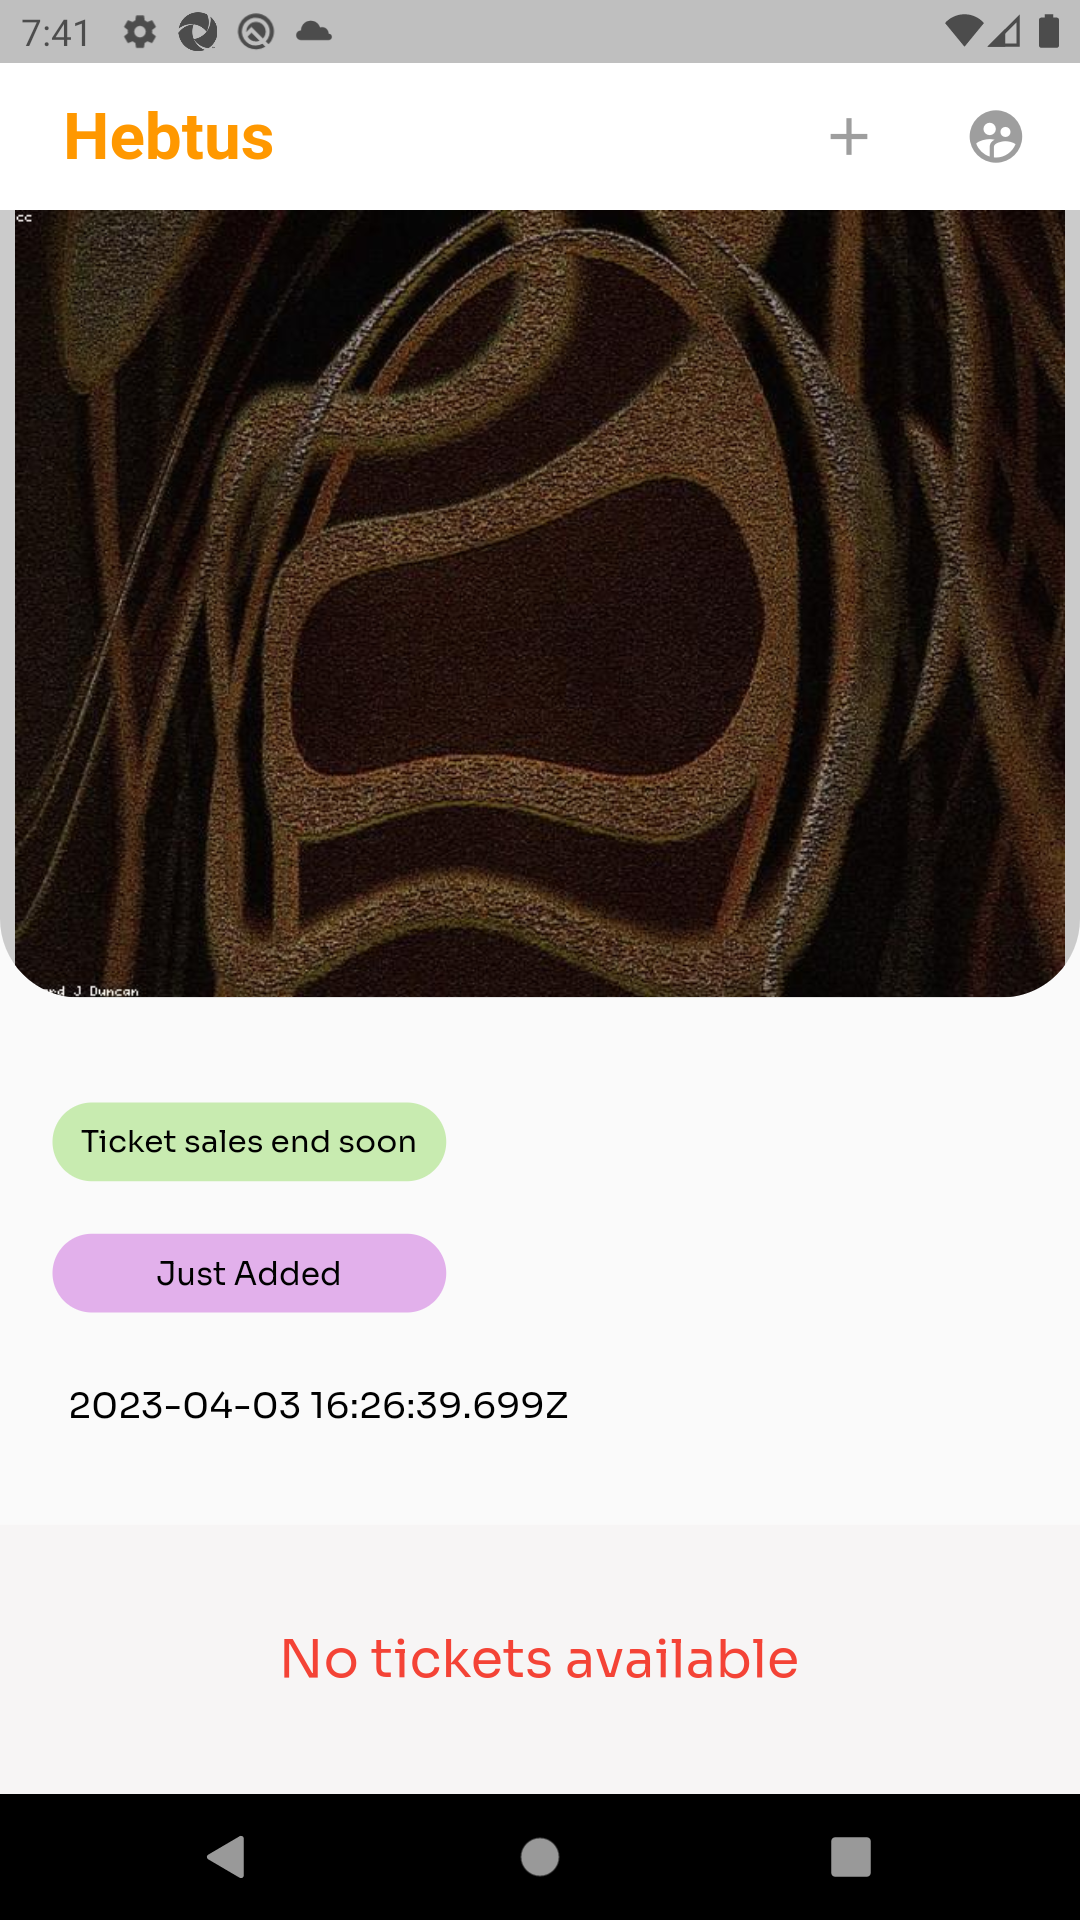 7:41
Hebtus
cc
rd J Duncan
Ticket sales end soon
Just Added
2023-04-03 16:26:39.699Z
No tickets available